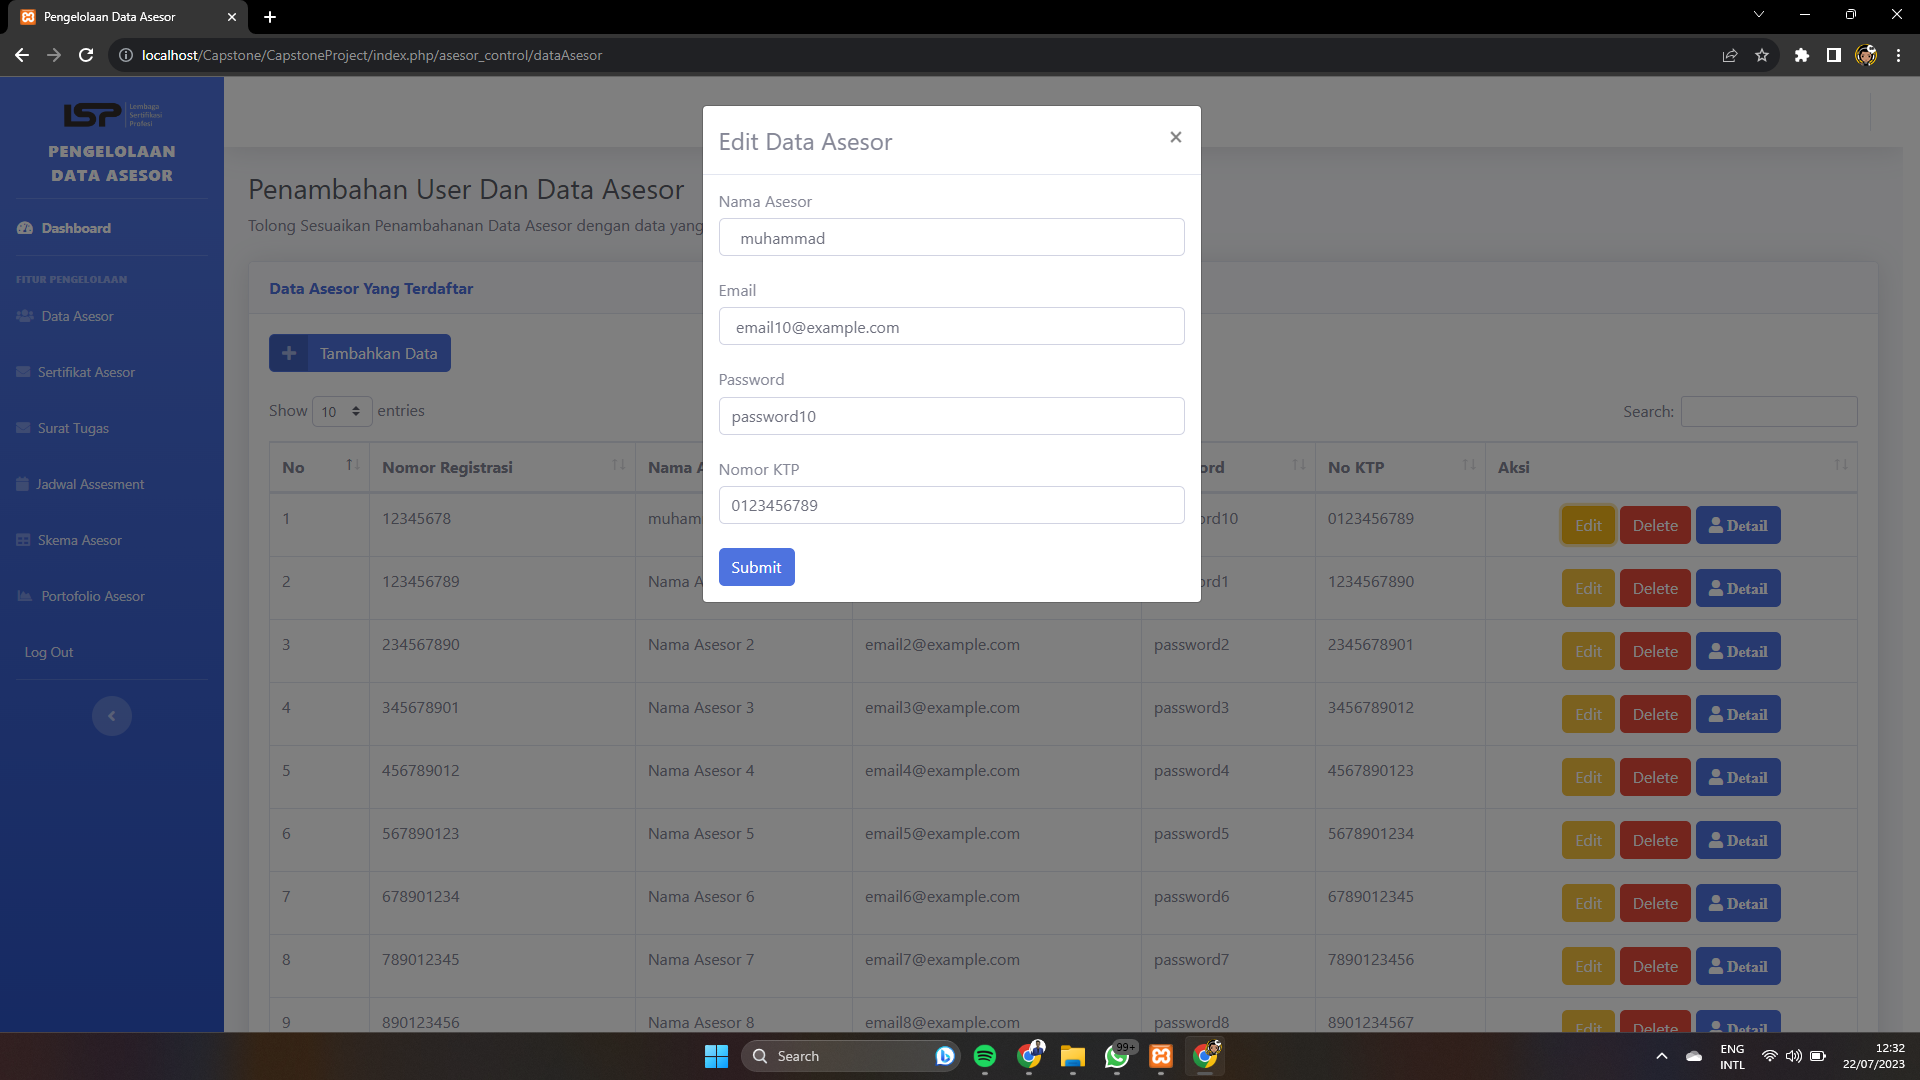 Pengelolaan Data Asesor
localhost/Capstone/CapstoneProject/index.php/asesor_control/dataAsesor
LSP Lembaga Sertifikasi Profesi
PENGELOLAAN
DATA ASESOR
Dashboard
FITUR PENGELOLAAN
Data Asesor
Sertifikat Asesor
Surat Tugas
Jadwal Assesment
Skema Asesor
Portofolio Asesor
Log Out
Penambahan User Dan Data Asesor
Tolong Sesuaikan Penambahanan Data Asesor dengan data yang
Data Asesor Yang Terdaftar
Tambahkan Data
Show 10 entries
Search:
Edit Data Asesor
×
Nama Asesor
muhammad
Email
email10@example.com
Password
password10
Nomor KTP
0123456789
Submit
No Nomor Registrasi Nama A ord No KTP Aksi
1 12345678 muham rd10 0123456789 Edit Delete Detail
2 123456789 Nama A rd1 1234567890 Edit Delete Detail
3 234567890 Nama Asesor 2 email2@example.com password2 2345678901 Edit Delete Detail
4 345678901 Nama Asesor 3 email3@example.com password3 3456789012 Edit Delete Detail
5 456789012 Nama Asesor 4 email4@example.com password4 4567890123 Edit Delete Detail
6 567890123 Nama Asesor 5 email5@example.com password5 5678901234 Edit Delete Detail
7 678901234 Nama Asesor 6 email6@example.com password6 6789012345 Edit Delete Detail
8 789012345 Nama Asesor 7 email7@example.com password7 7890123456 Edit Delete Detail
9 890123456 Nama Asesor 8 email8@example.com password8 8901234567 Edit Delete Detail
Search
99+
ENG
INTL
12:32
22/07/2023